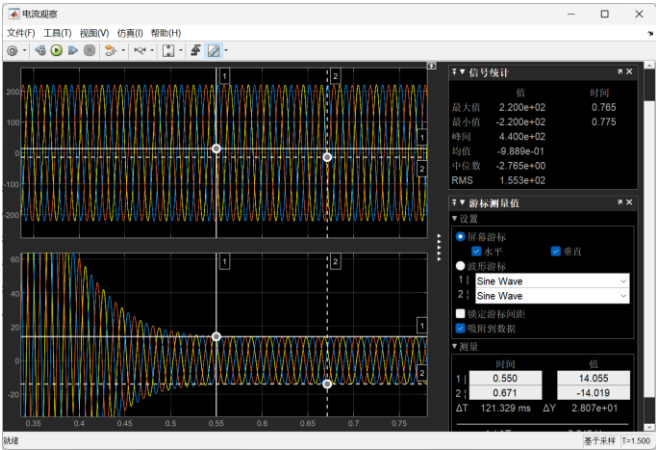 电流观察
文件(F) 工具(T) 视图(V) 仿真(I) 帮助(H)
1 2
200
100
0
-100
-200
1
2
1 2
60
40
20
0
-20
1
2
0.35 0.4 0.45 0.5 0.55 0.6 0.65 0.7 0.75
信号统计
值 时间
最大值 2.200e+02 0.765
最小值 -2.200e+02 0.775
峰间 4.400e+02
均值 -9.889e-01
中位数 -2.765e+00
RMS 1.553e+02
游标测量值
设置
屏幕游标
水平 垂直
波形游标
1 Sine Wave
2 Sine Wave
锁定游标间距
吸附到数据
测量
时间 值
1 0.550 14.055
2 0.671 -14.019
ΔT 121.329 ms ΔY 2.807e+01
就绪 基于采样 T=1.500